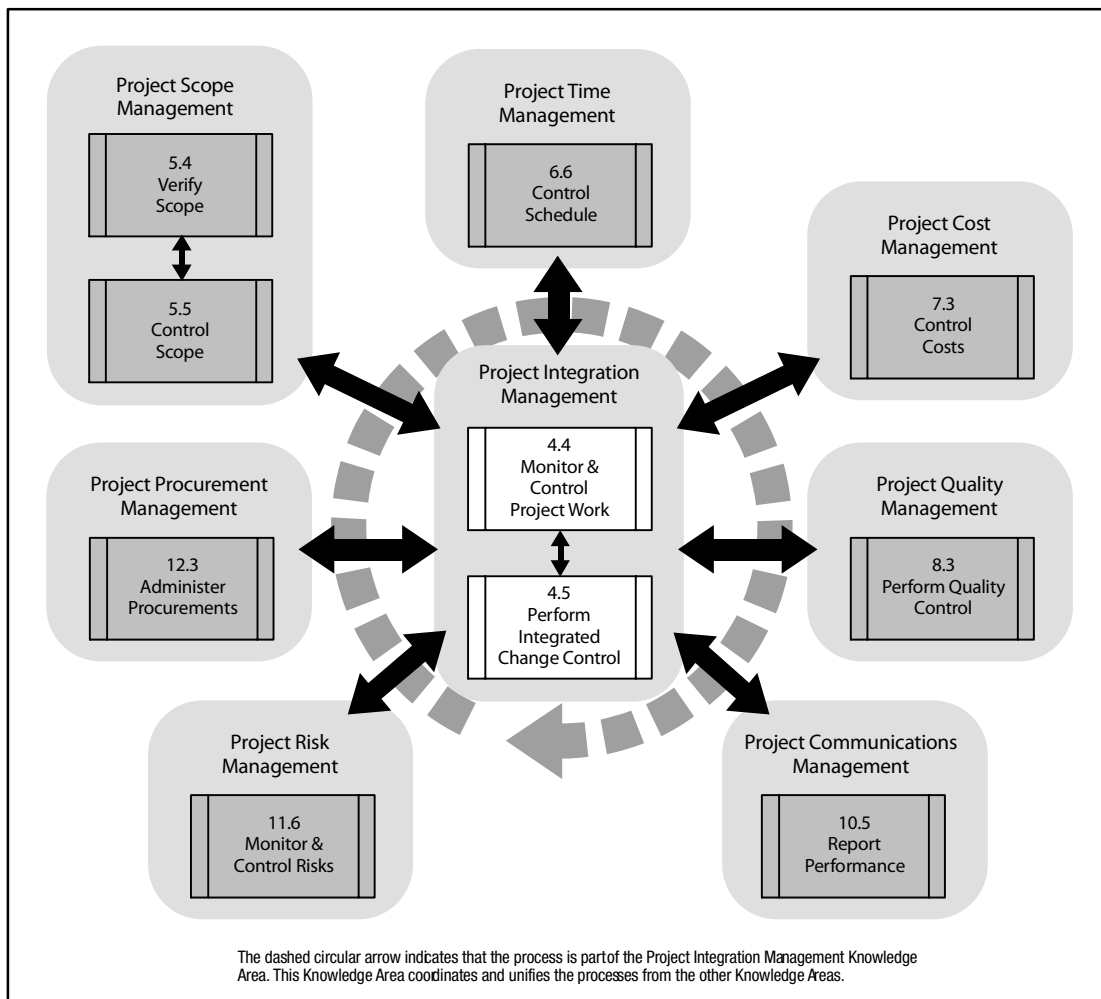 Project Scope
Management
5.4
Verify
Scope
5.5
Control
Scope
Project Time
Management
6.6
Control
Schedule
Project Cost
Management
7.3
Control
Costs
Project Integration
Management
4.4
Monitor &
Control
Project Work
4.5
Perform
Integrated
Change Control
Project Procurement
Management
12.3
Administer
Procurements
Project Quality
Management
8.3
Perform Quality
Control
Project Risk
Management
11.6
Monitor &
Control Risks
Project Communications
Management
10.5
Report
Performance
The dashed circular arrow indicates that the process is part of the Project Integration Management Knowledge
Area. This Knowledge Area coordinates and unifies the processes from the other Knowledge Areas.